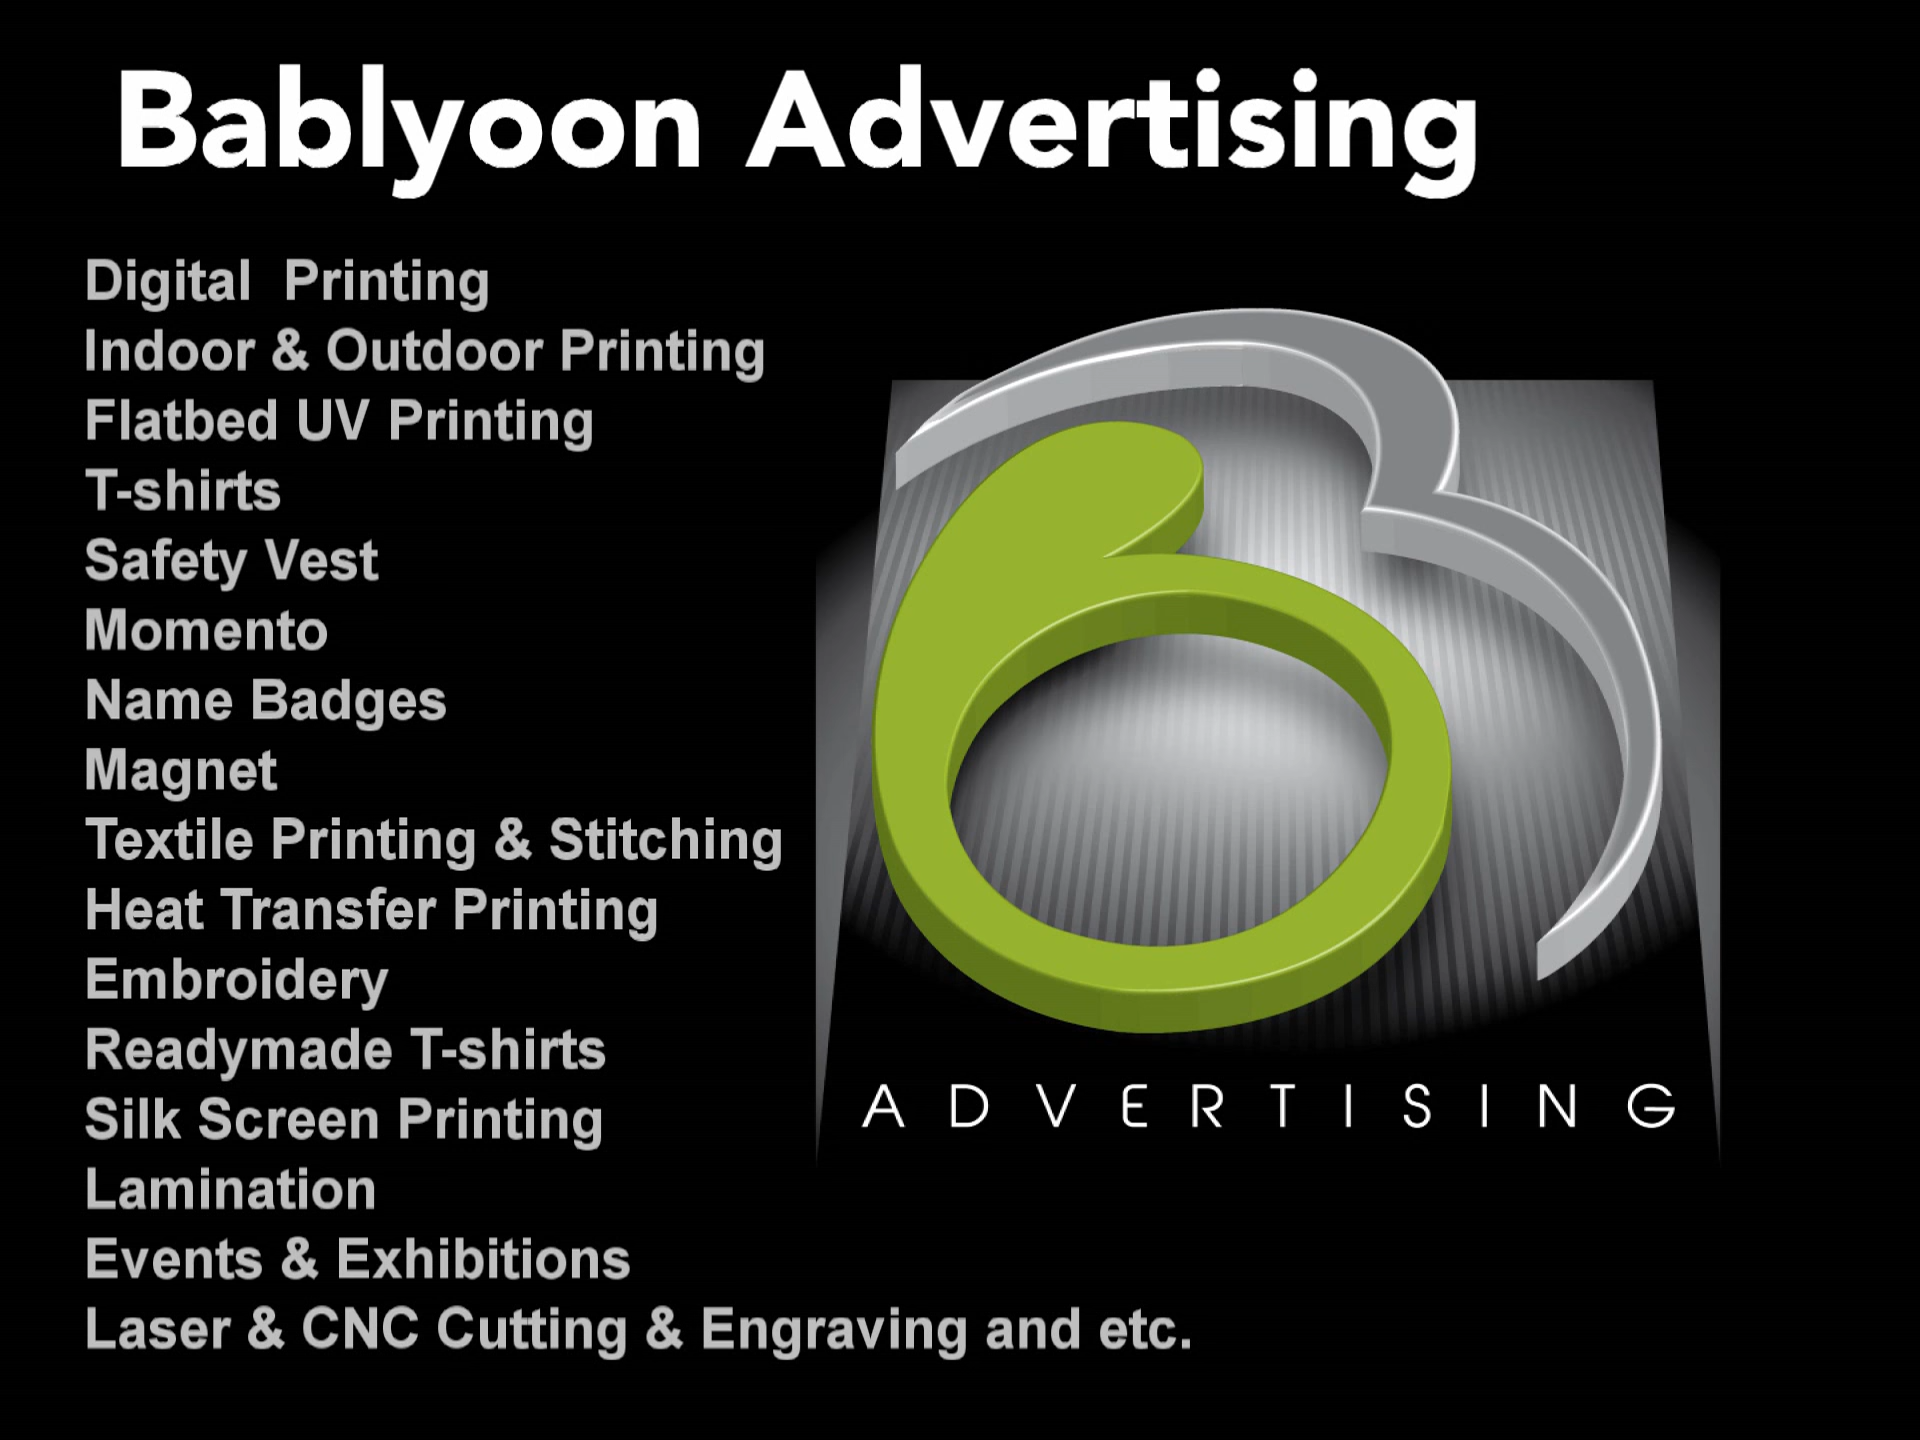 Bablyoon Advertising
Digital  Printing
Indoor & Outdoor Printing
Flatbed UV Printing
T-shirts
Safety Vest
Momento
Name Badges
Magnet
Textile Printing & Stitching
Heat Transfer Printing
Embroidery
Readymade T-shirts
Silk Screen Printing
Lamination
Events & Exhibitions
Laser & CNC Cutting & Engraving and etc.
ADVERTISING